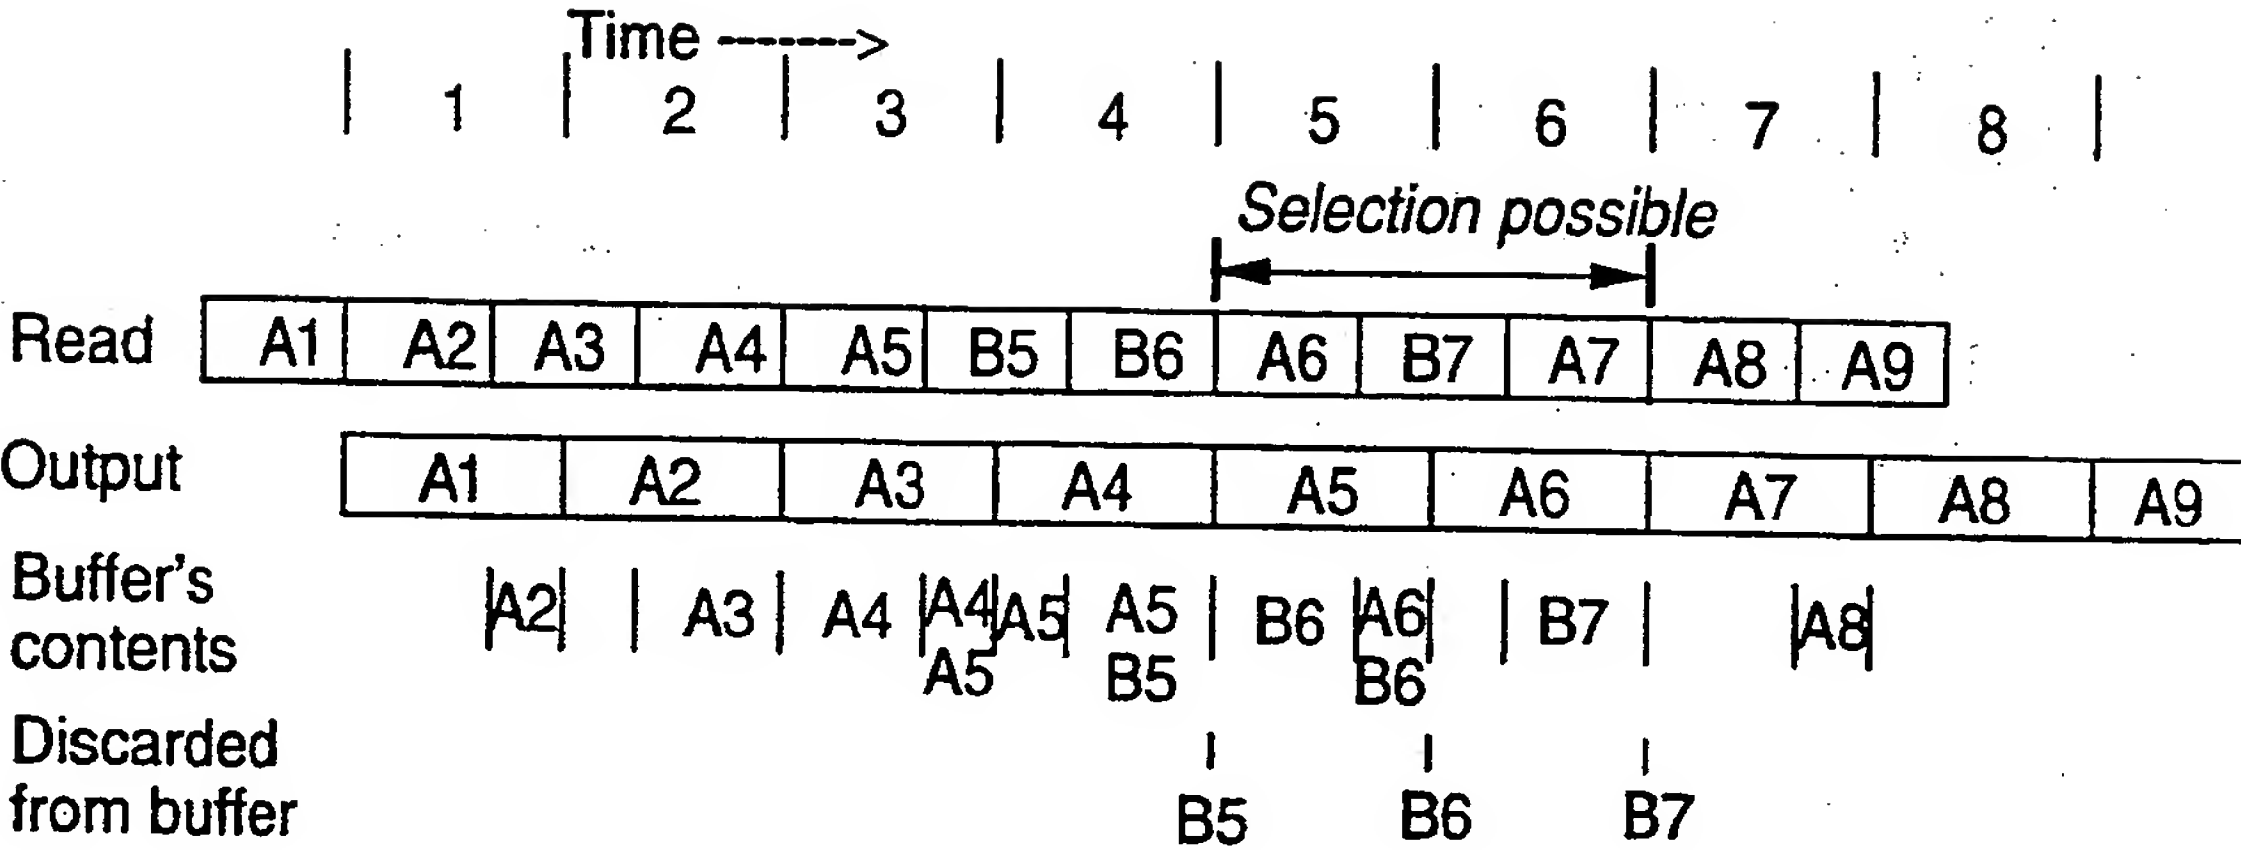 Time ------->
1 2 3 4 5 6 7 8
Selection possible
Read A1 A2 A3 A4 A5 B5 B6 A6 B7 A7 A8 A9
Output A1 A2 A3 A4 A5 A6 A7 A8 A9
Buffer's A2 A3 A4 A4 A5 A5 B6 A6 B7 A8
contents A5 B5 B6
Discarded
from buffer B5 B6 B7